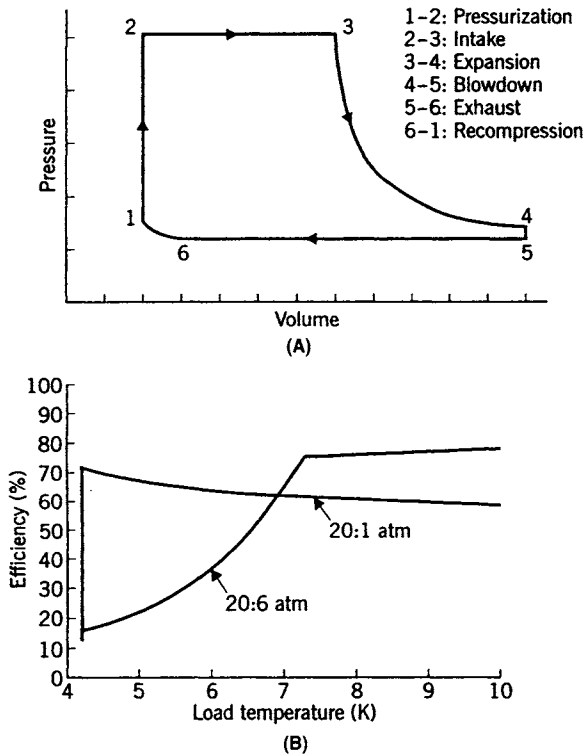 2
3
1-2: Pressurization
2-3: Intake
3-4: Expansion
4-5: Blowdown
5-6: Exhaust
6-1: Recompression
Pressure
1
6
4
5
Volume
(A)
100
90
80
70
60
50
40
30
20
10
0
Efficiency (%)
20:1 atm
20:6 atm
4 5 6 7 8 9 10
Load temperature (K)
(B)